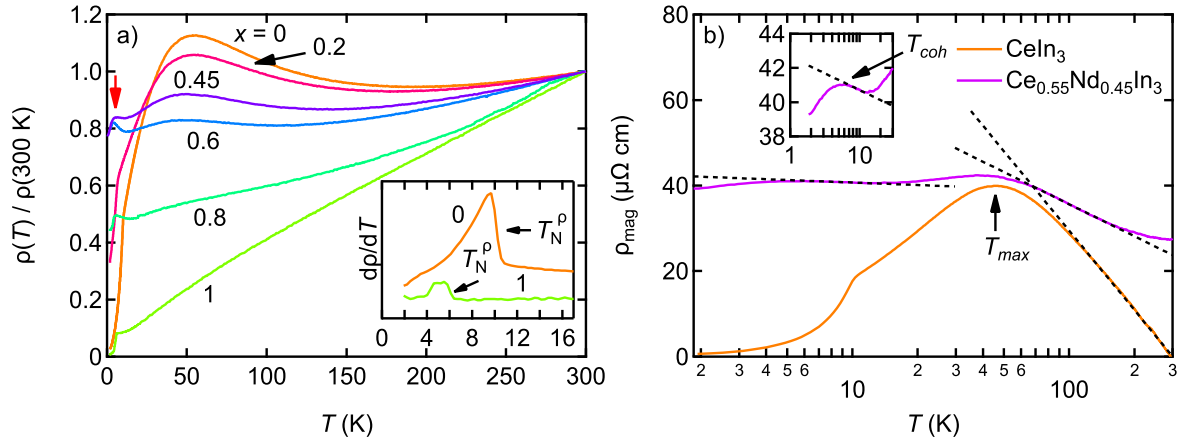 a)
x = 0
0.2
0.45
0.6
0.8
1
ρ(T) / ρ(300 K)
1.2
1.0
0.8
0.6
0.4
0.2
0
0 50 100 150 200 250 300
T (K)
dρ/dT
0
T_N^ρ
T_N^ρ
1
0 4 8 12 16
b)
CeIn₃
Ce₀.₅₅Nd₀.₄₅In₃
ρ_mag (μΩ cm)
80
60
40
20
0
44
42
40
38
1 10
T_coh
T_max
2 3 4 5 6 10 2 3 4 5 6 100 2 3
T (K)